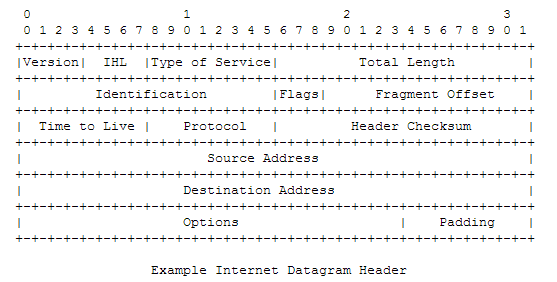 0                   1                   2                   3
 0 1 2 3 4 5 6 7 8 9 0 1 2 3 4 5 6 7 8 9 0 1 2 3 4 5 6 7 8 9 0 1
+-+-+-+-+-+-+-+-+-+-+-+-+-+-+-+-+-+-+-+-+-+-+-+-+-+-+-+-+-+-+-+-+
|Version|  IHL  |Type of Service|          Total Length         |
+-+-+-+-+-+-+-+-+-+-+-+-+-+-+-+-+-+-+-+-+-+-+-+-+-+-+-+-+-+-+-+-+
|         Identification        |Flags|      Fragment Offset    |
+-+-+-+-+-+-+-+-+-+-+-+-+-+-+-+-+-+-+-+-+-+-+-+-+-+-+-+-+-+-+-+-+
|  Time to Live |    Protocol   |         Header Checksum       |
+-+-+-+-+-+-+-+-+-+-+-+-+-+-+-+-+-+-+-+-+-+-+-+-+-+-+-+-+-+-+-+-+
|                       Source Address                          |
+-+-+-+-+-+-+-+-+-+-+-+-+-+-+-+-+-+-+-+-+-+-+-+-+-+-+-+-+-+-+-+-+
|                    Destination Address                        |
+-+-+-+-+-+-+-+-+-+-+-+-+-+-+-+-+-+-+-+-+-+-+-+-+-+-+-+-+-+-+-+-+
|                    Options                    |    Padding    |
+-+-+-+-+-+-+-+-+-+-+-+-+-+-+-+-+-+-+-+-+-+-+-+-+-+-+-+-+-+-+-+-+
Example Internet Datagram Header